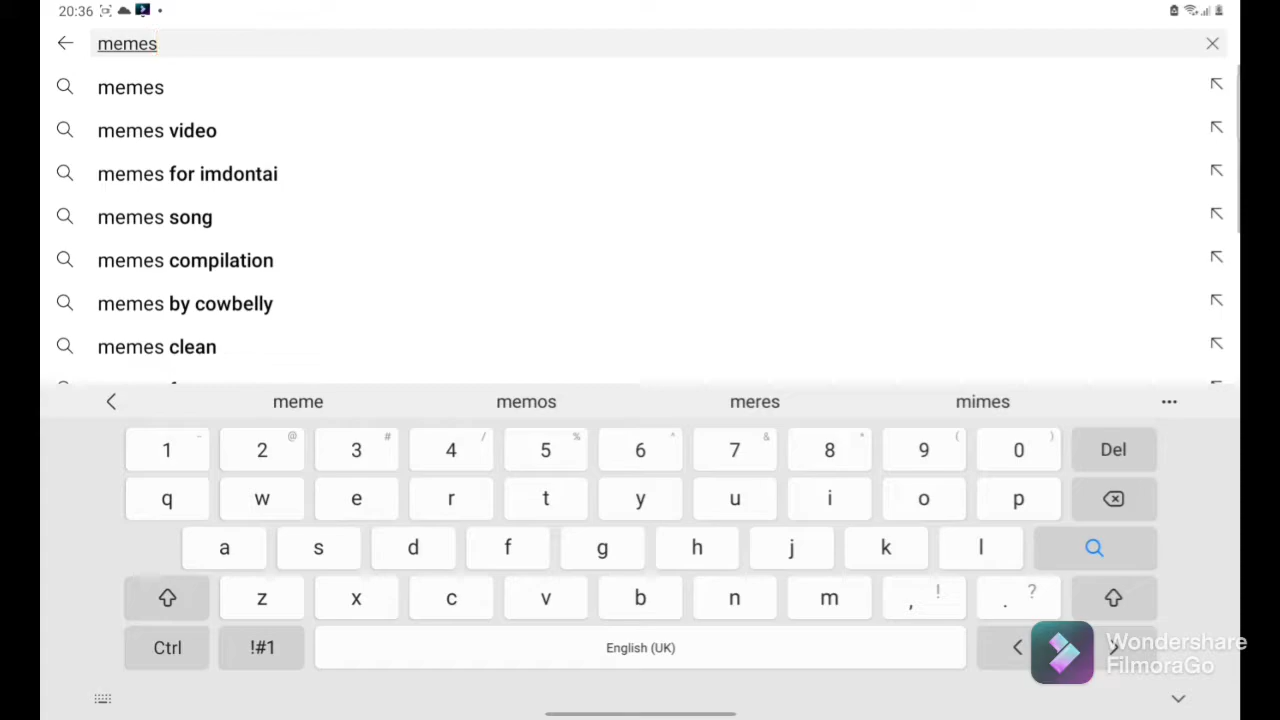 20:36
memes
memes
memes video
memes for imdontai
memes song
memes compilation
memes by cowbelly
memes clean
meme memos meres mimes
1 - 2 @ 3 # 4 / 5 % 6 ^ 7 & 8 * 9 ( 0 ) Del
q w e r t y u i o p
a s d f g h j k l
z x c v b n m , ! . ?
Ctrl !#1 English (UK)
Wondershare
FilmoraGo